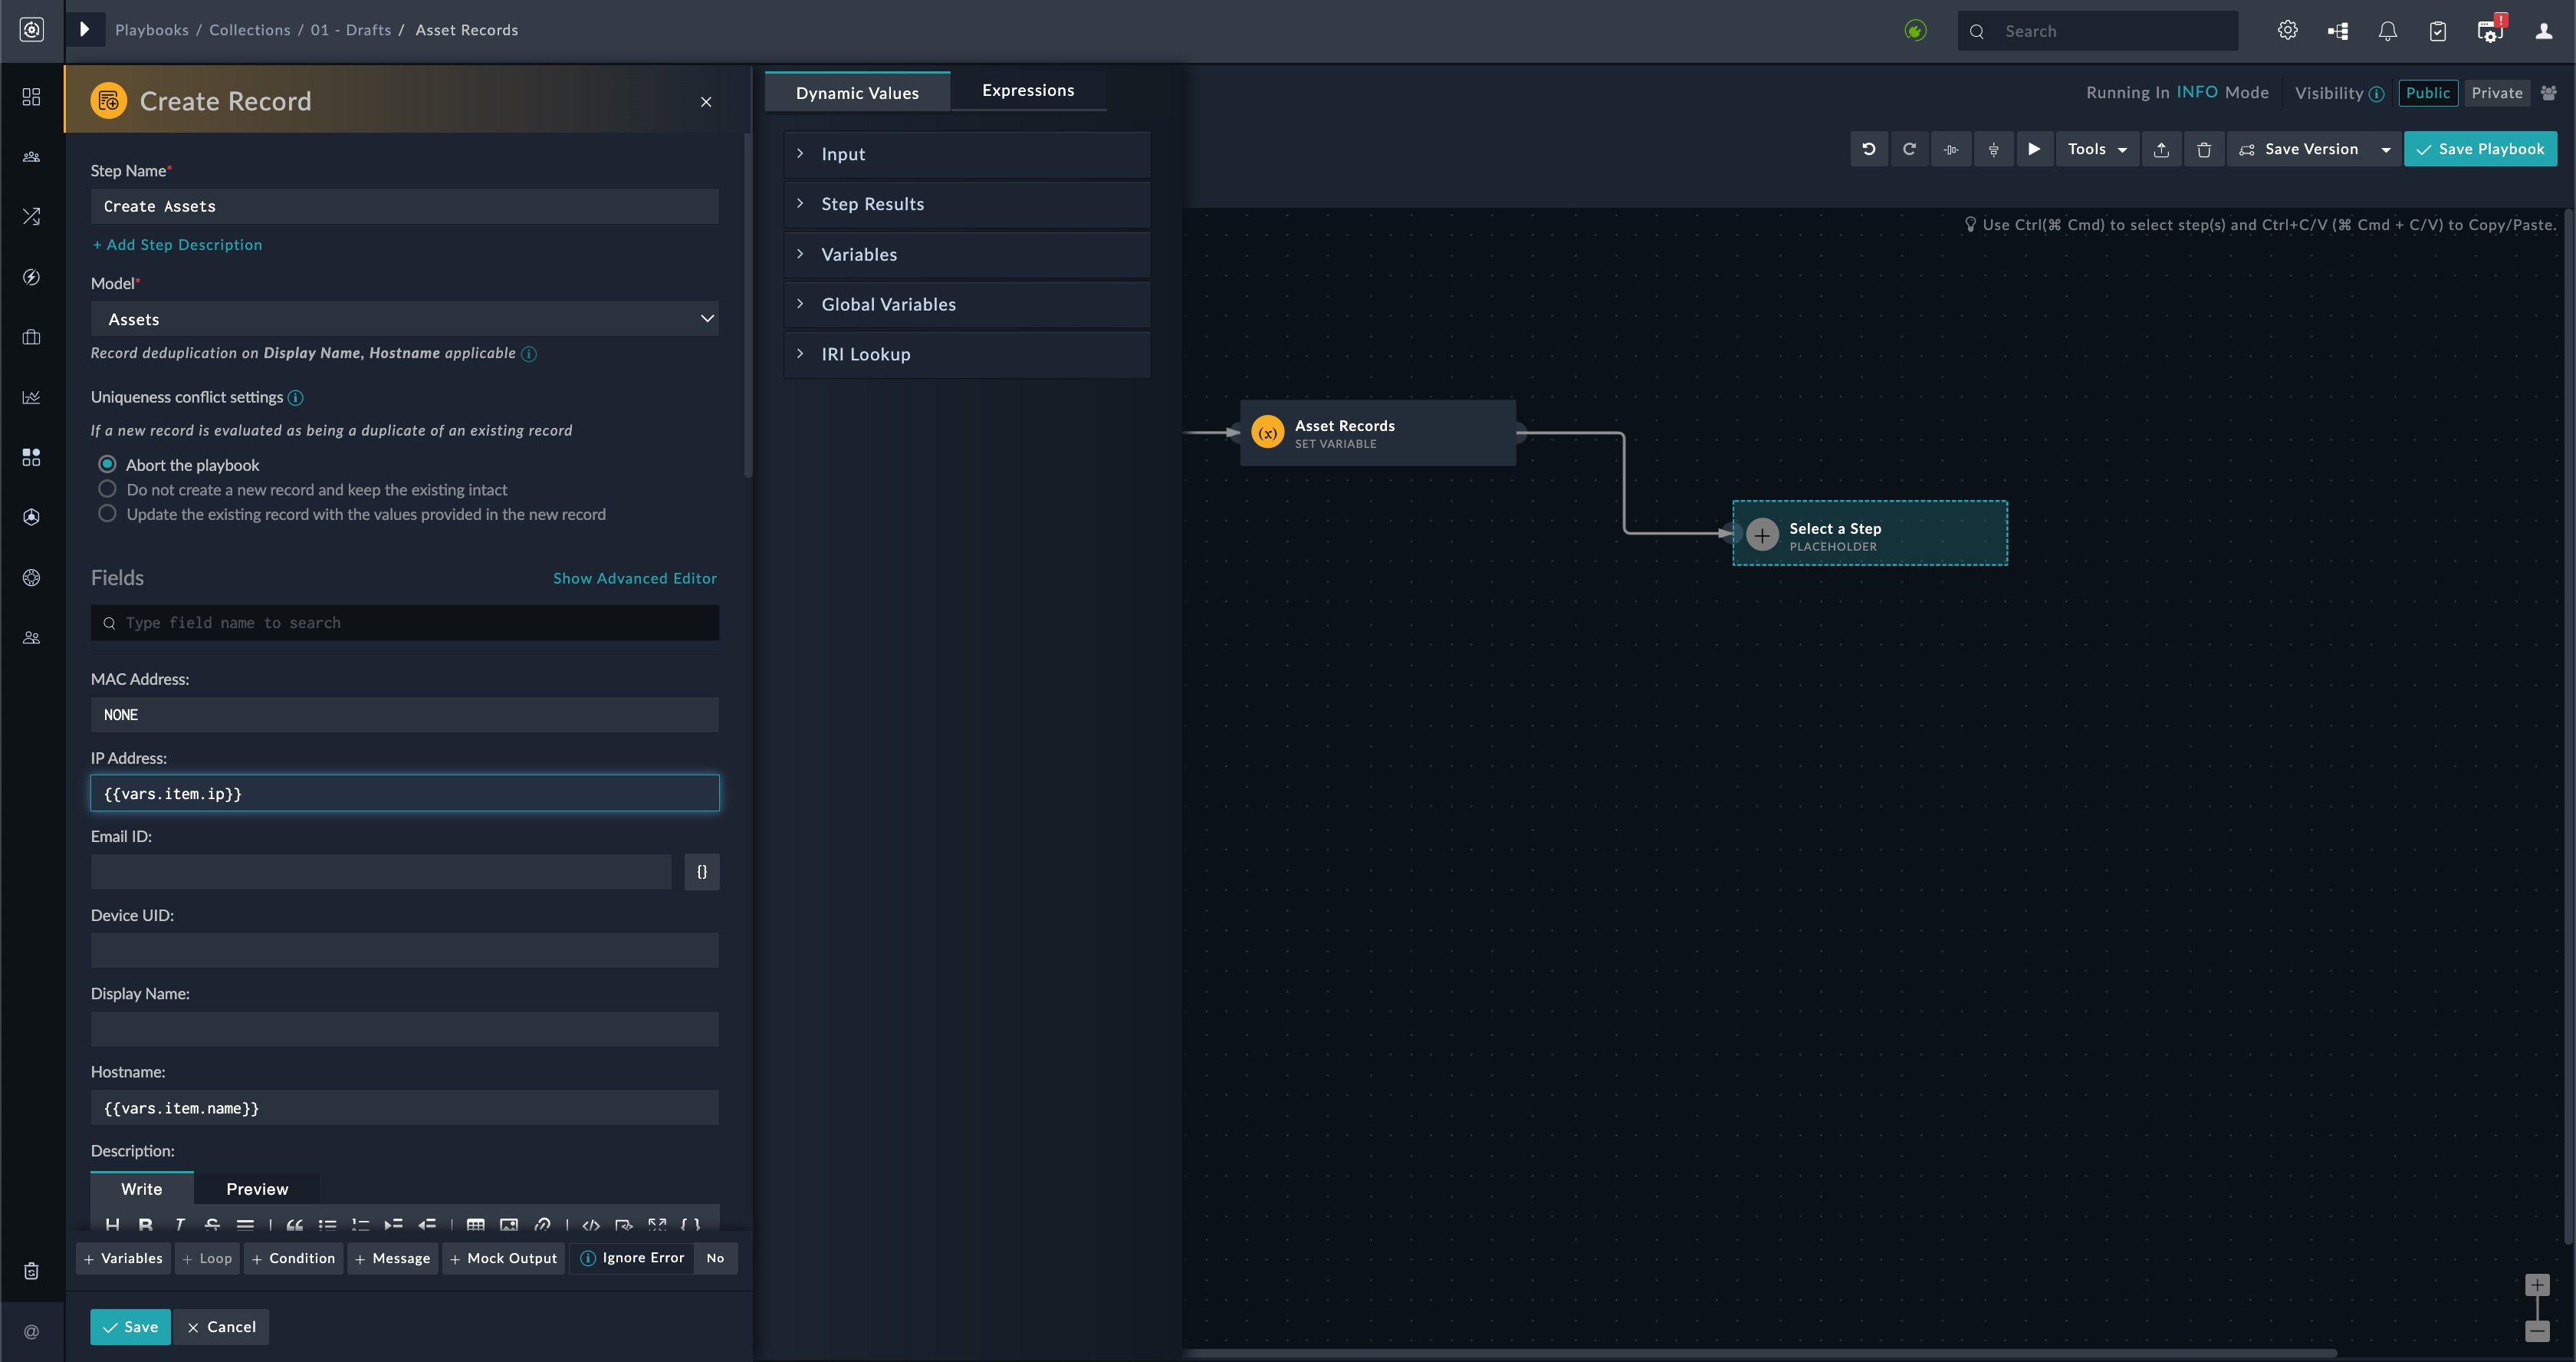 Playbooks / Collections / 01 - Drafts / Asset Records
Search
!
Create Record
Step Name*
Create Assets
+ Add Step Description
Model*
Assets
Record deduplication on Display Name, Hostname applicable
Uniqueness conflict settings
If a new record is evaluated as being a duplicate of an existing record
Abort the playbook
Do not create a new record and keep the existing intact
Update the existing record with the values provided in the new record
Fields
Show Advanced Editor
Type field name to search
MAC Address:
NONE
IP Address:
{{vars.item.ip}}
Email ID:
{}
Device UID:
Display Name:
Hostname:
{{vars.item.name}}
Description:
Write
Preview
+ Variables
+ Loop
+ Condition
+ Message
+ Mock Output
Ignore Error
No
Save
Cancel
@
Dynamic Values
Expressions
Input
Step Results
Variables
Global Variables
IRI Lookup
Running In INFO Mode
Visibility
Public
Private
Tools
Save Version
Save Playbook
Use Ctrl(⌘ Cmd) to select step(s) and Ctrl+C/V (⌘ Cmd + C/V) to Copy/Paste.
(x)
Asset Records
SET VARIABLE
Select a Step
PLACEHOLDER